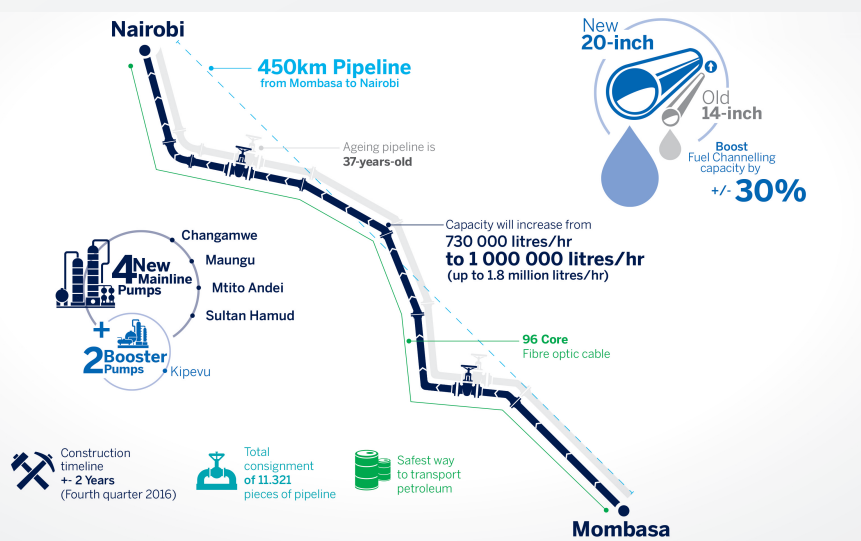 Nairobi
450km Pipeline
from Mombasa to Nairobi
New
20-inch
Old
14-inch
Boost
Fuel Channelling
capacity by
+/- 30%
Ageing pipeline is
37-years-old
Capacity will increase from
730 000 litres/hr
to 1 000 000 litres/hr
(up to 1.8 million litres/hr)
4 New
Mainline
Pumps
Changamwe
Maungu
Mtito Andei
Sultan Hamud
+
2 Booster
Pumps
Kipevu
96 Core
Fibre optic cable
Construction
timeline
+- 2 Years
(Fourth quarter 2016)
Total
consignment
of 11.321
pieces of pipeline
Safest way
to transport
petroleum
Mombasa